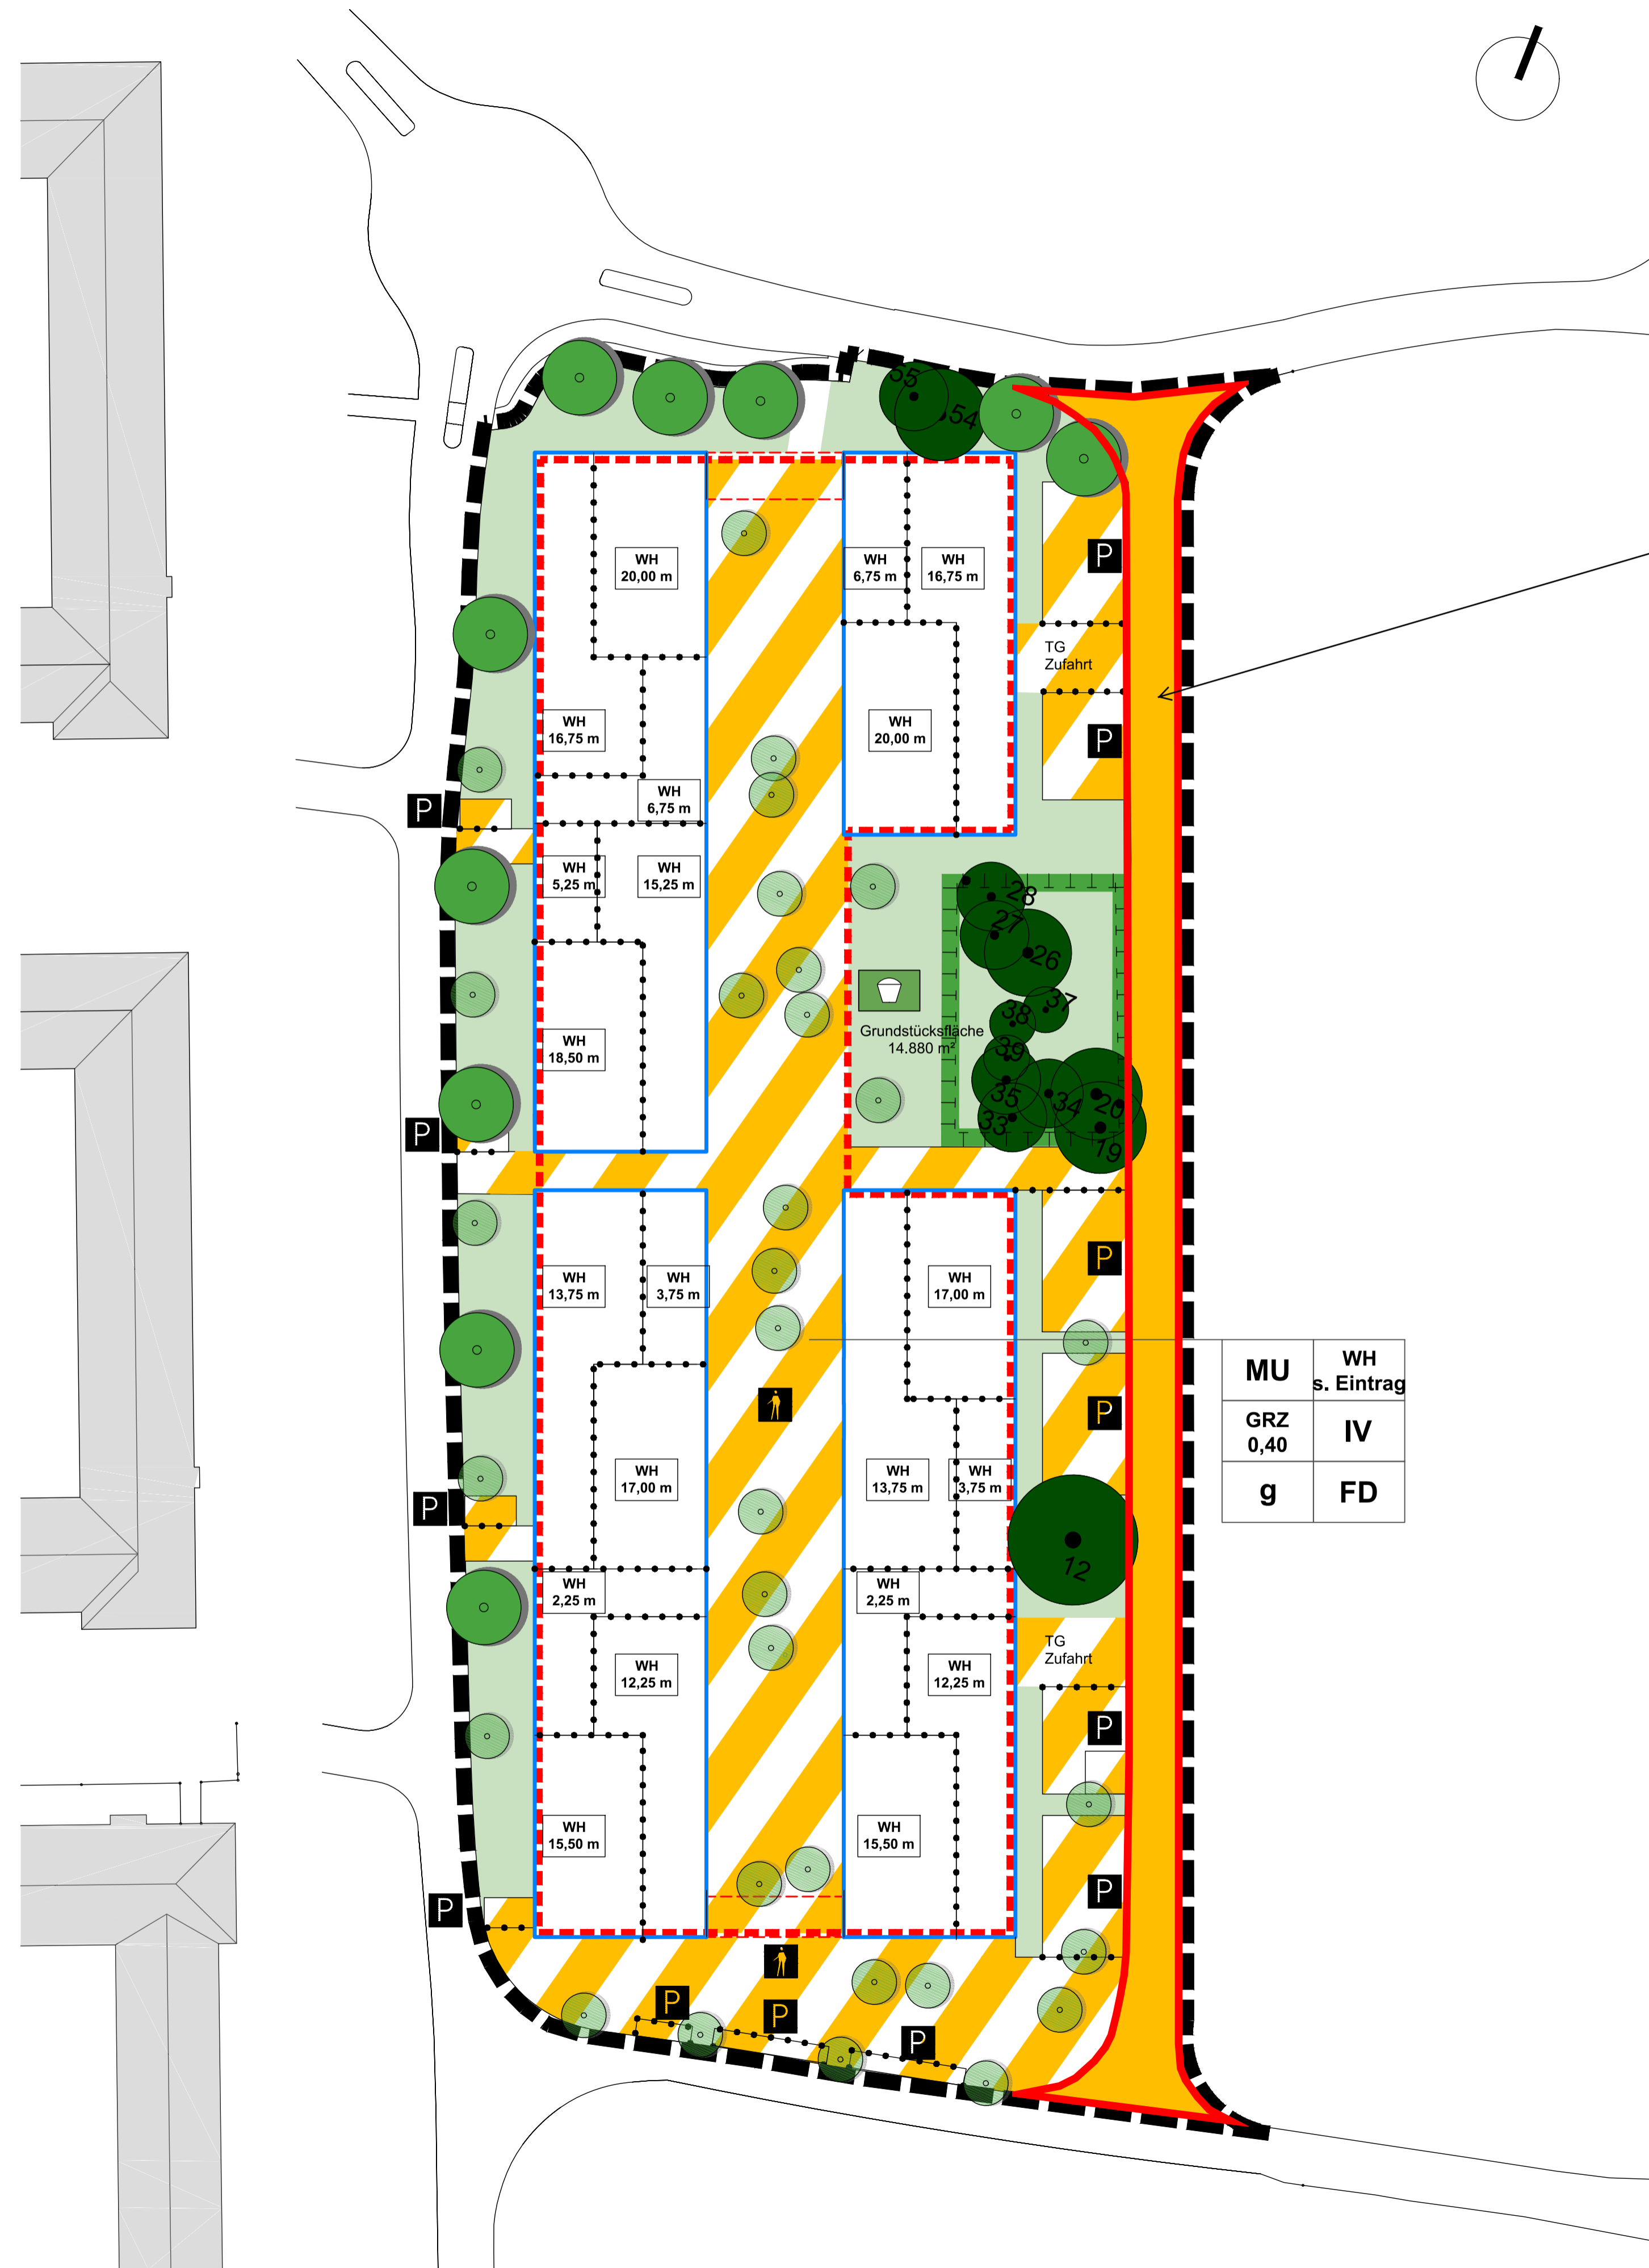 55
54
WH
20,00 m
WH
6,75 m
WH
16,75 m
P
TG
Zufahrt
WH
16,75 m
WH
20,00 m
P
WH
6,75 m
P
WH
5,25 m
WH
15,25 m
28
27
26
37
38
Grundstücksfläche
14.880 m²
39
WH
18,50 m
35
34
20
33
19
P
P
WH
13,75 m
WH
3,75 m
WH
17,00 m
MU
WH
s. Eintrag
GRZ
0,40
IV
g
FD
P
WH
17,00 m
WH
13,75 m
WH
3,75 m
P
12
WH
2,25 m
WH
2,25 m
TG
Zufahrt
WH
12,25 m
WH
12,25 m
P
WH
15,50 m
WH
15,50 m
P
P
P
P
P